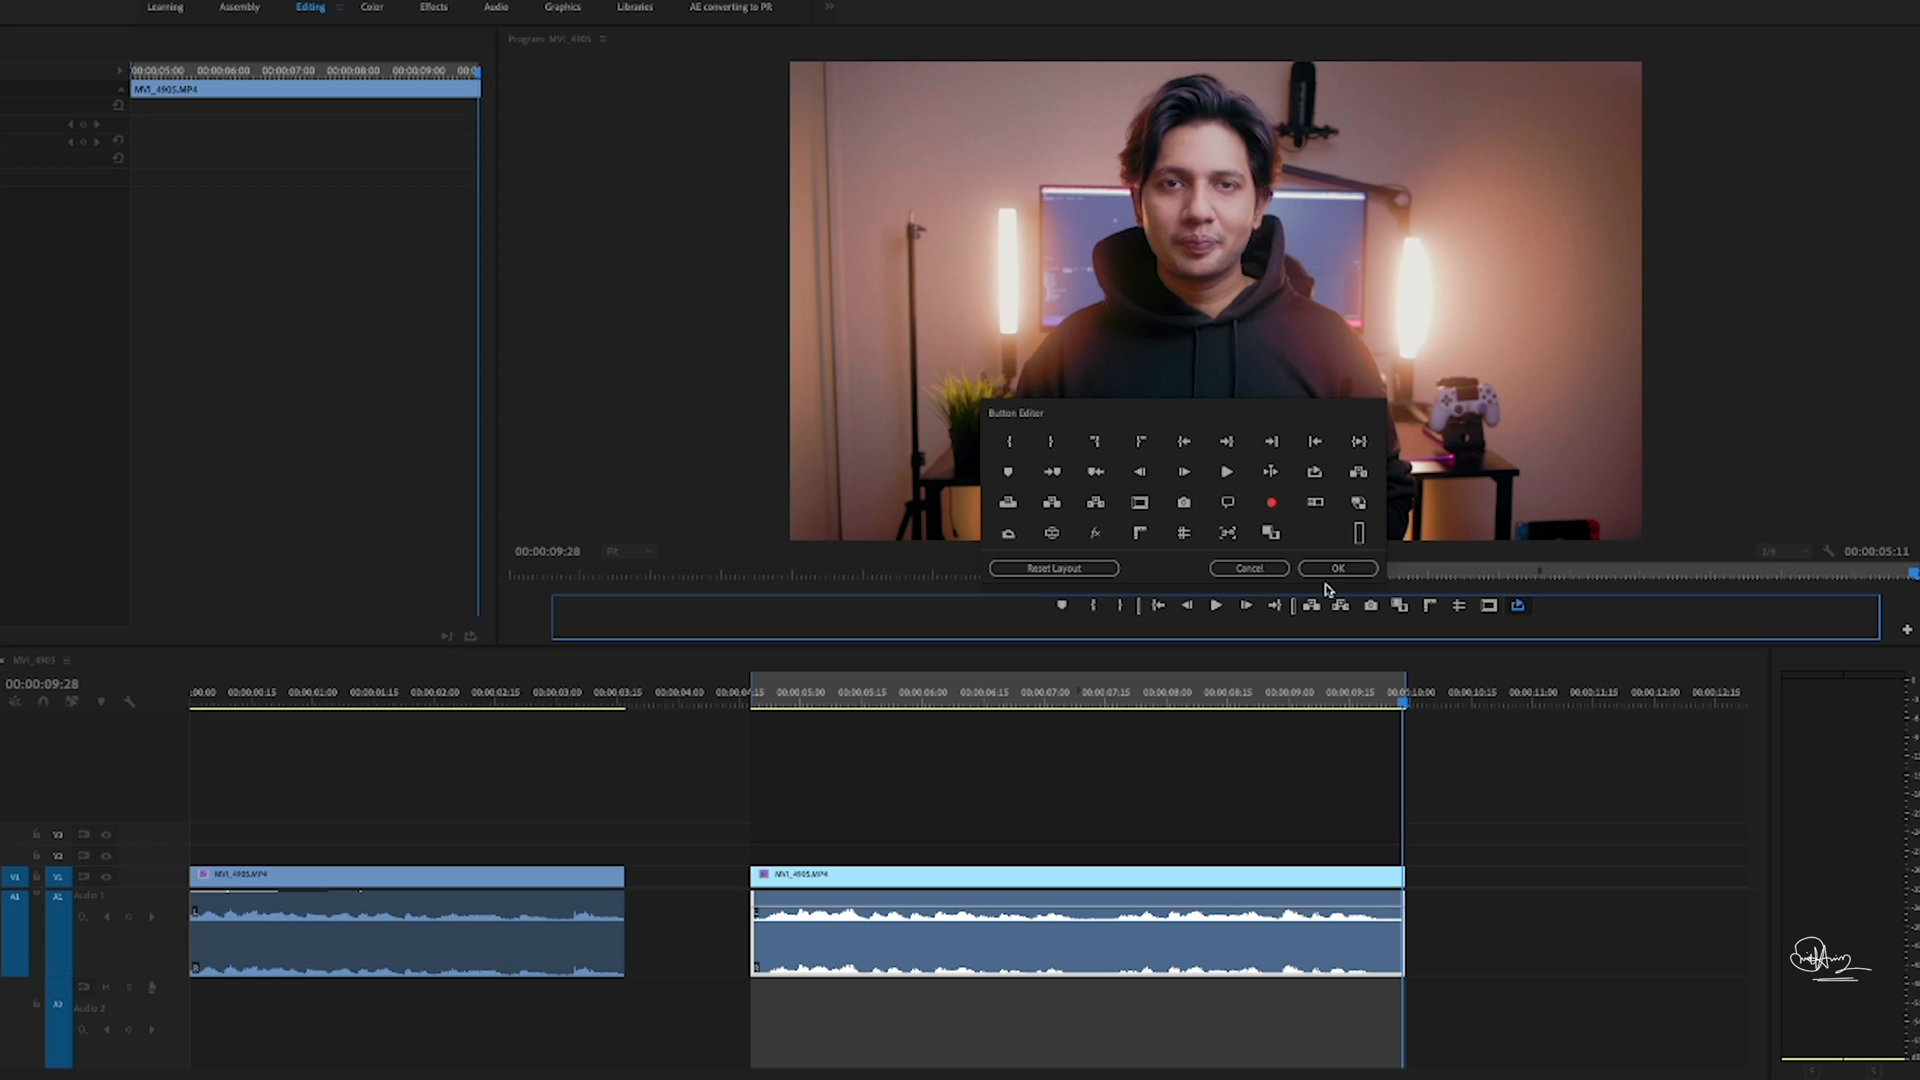 Learning Assembly Editing Color Effects Audio Graphics Libraries AE converting to PR
Program: MVI_4905
00:00:05:00 00:00:06:00 00:00:07:00 00:00:08:00 00:00:09:00 00:0
MVI_4905.MP4
Button Editor
fx
Reset Layout Cancel OK
00:00:09:28 Fit 1/8 00:00:05:11
MVI_4905
00:00:09:28
:00:00 00:00:00:15 00:00:01:00 00:00:01:15 00:00:02:00 00:00:02:15 00:00:03:00 00:00:03:15 00:00:04:00 00:00:04:15 00:00:05:00 00:00:05:15 00:00:06:00 00:00:06:15 00:00:07:00 00:00:07:15 00:00:08:00 00:00:08:15 00:00:09:00 00:00:09:15 00:00:10:00 00:00:10:15 00:00:11:00 00:00:11:15 00:00:12:00 00:00:12:15
V3
V2
V1 V1 MVI_4905.MP4 MVI_4905.MP4
A1 A1 Audio 1
M S
A2 Audio 2
S S